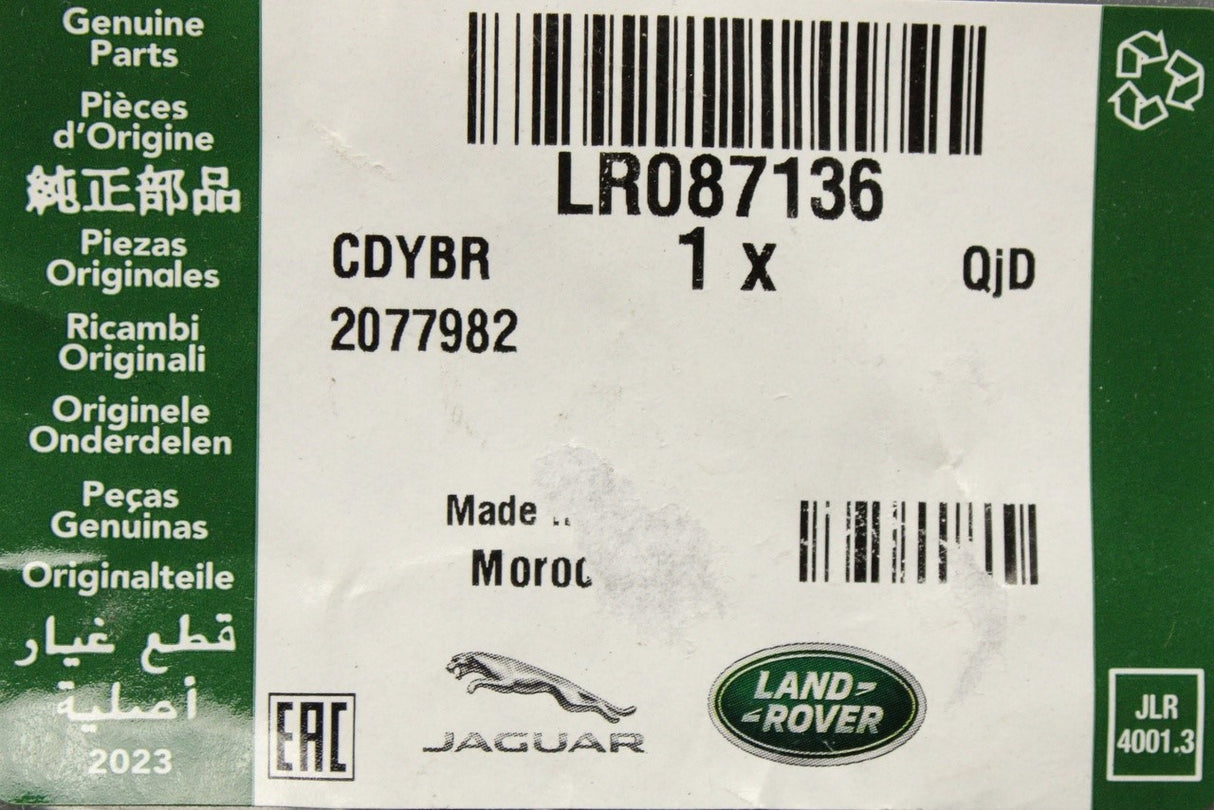 Genuine
Parts
Pièces
d'Origine
純正部品
Piezas
Originales
Ricambi
Originali
Originele
Onderdelen
Peças
Genuinas
Originalteile
قطع غيار
أصلية
2023
LR087136
CDYBR
1 x
QjD
2077982
Made
EAC
JAGUAR
LAND-
-ROVER
JLR
4001.3